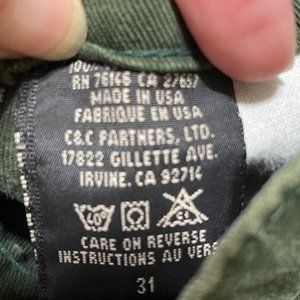 RN 76148 CA 27657
MADE IN USA
FABRIQUE EN USA
C&C PARTNERS, LTD.
17822 GILLETTE AVE.
IRVINE, CA 92714
CARE ON REVERSE
INSTRUCTIONS AU VERS
31